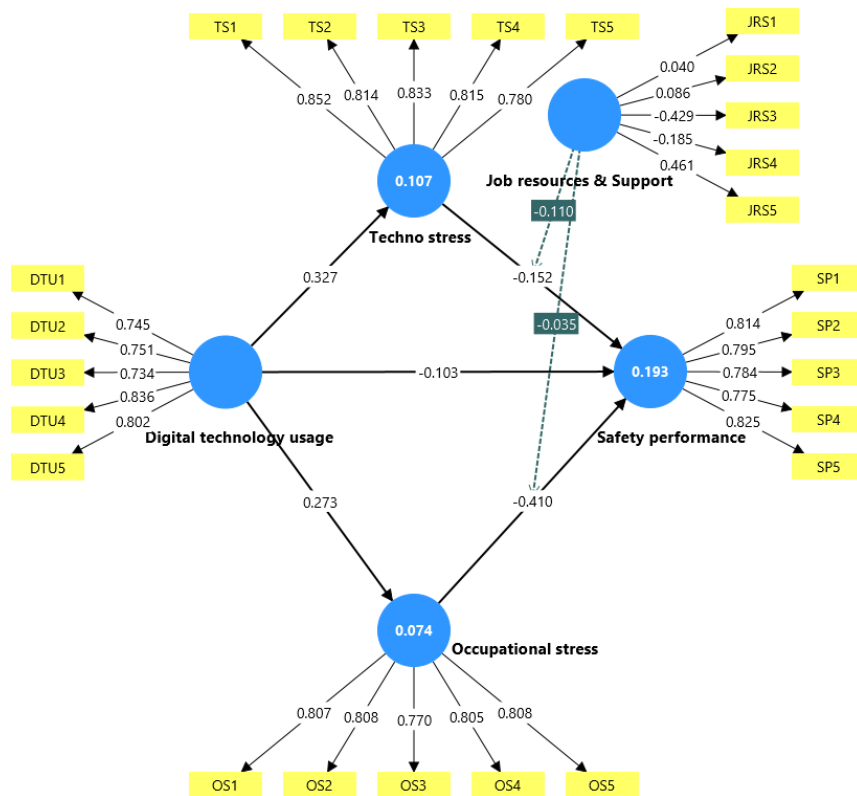 TS1 TS2 TS3 TS4 TS5 JRS1
JRS2
JRS3
JRS4
JRS5
0.852 0.814 0.833 0.815 0.780
0.040
0.086
-0.429
-0.185
0.461
0.107
Job resources & Support
-0.110
Techno stress
DTU1
DTU2
DTU3
DTU4
DTU5
0.745
0.751
0.734
0.836
0.802
Digital technology usage
0.327
-0.152
-0.035
-0.103
0.193
Safety performance
SP1
SP2
SP3
SP4
SP5
0.814
0.795
0.784
0.775
0.825
0.273
-0.410
0.074
Occupational stress
0.807 0.808 0.770 0.805 0.808
OS1 OS2 OS3 OS4 OS5